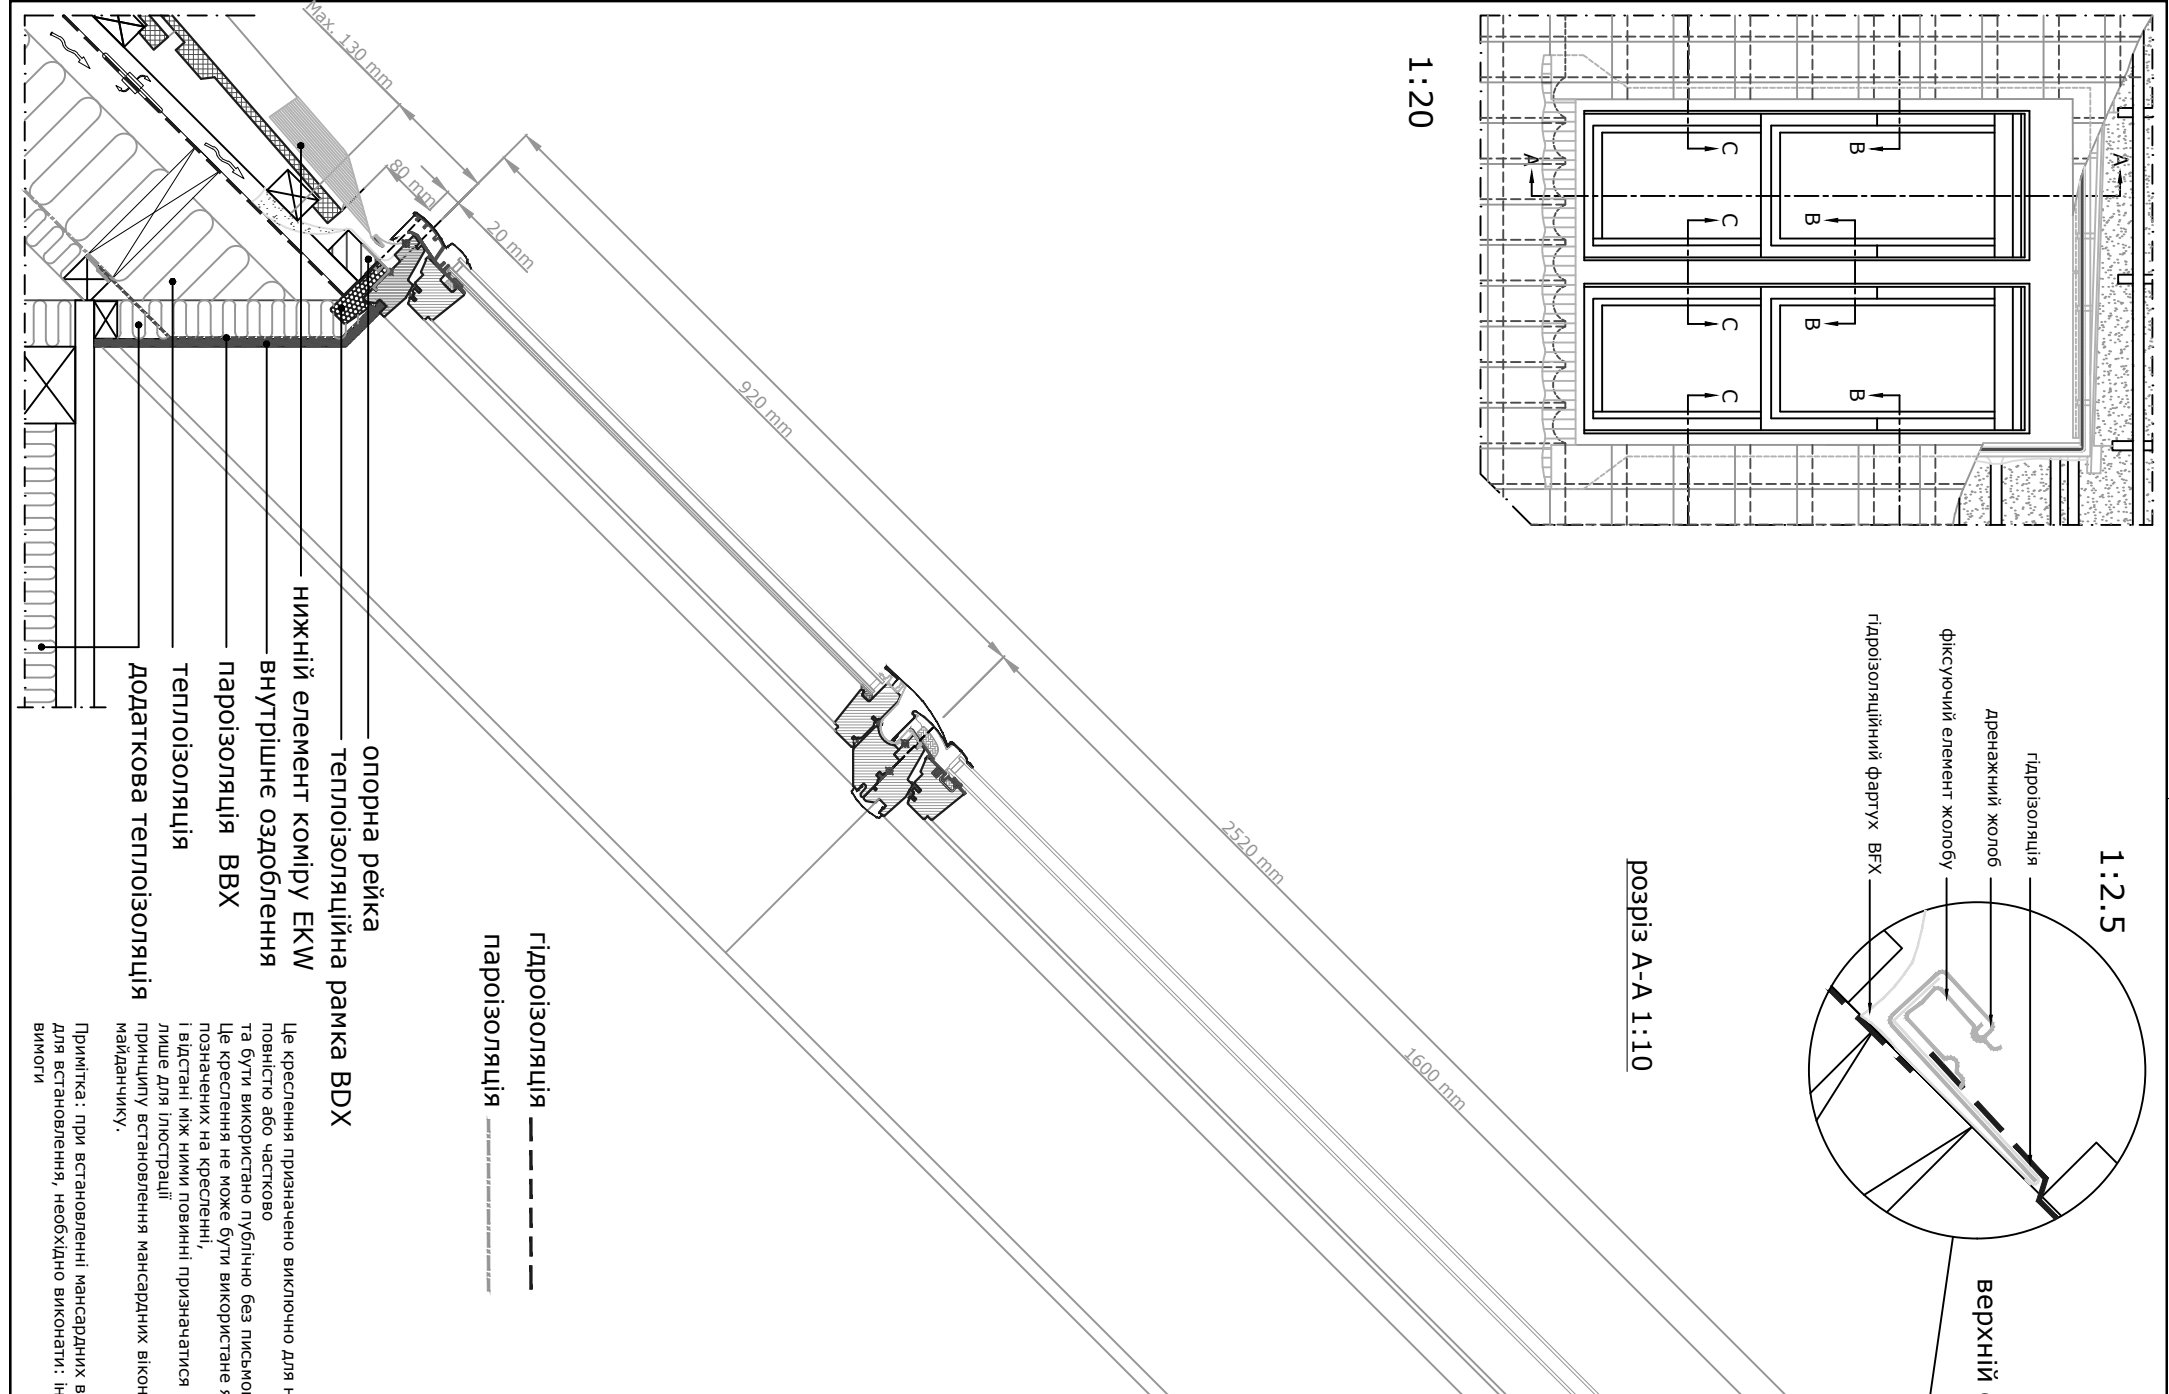 1:20
A
A
B
C
B
C
B
C
B
C
Max. 130 mm
80 mm
20 mm
920 mm
2520 mm
1600 mm
1:2.5
гідроізоляція
дренажний жолоб
фіксуючий елемент жолобу
гідроізоляційний фартух BFX
верхній
розріз A-A 1:10
гідроізоляція
пароізоляція
опорна рейка
теплоізоляційна рамка BDX
нижній елемент коміру EKW
внутрішнє оздоблення
пароізоляція BBX
теплоізоляція
додаткова теплоізоляція
Це креслення призначено виключно для
повністю або частково
та бути використано публічно без
Це креслення не може бути використане
позначених на кресленні,
і відстані між ними повинні призначатися
лише для ілюстрації
принципу встановлення мансардних вікон
майданчику.
Примітка: при встановленні мансардних
для встановлення, необхідно виконати:
вимоги